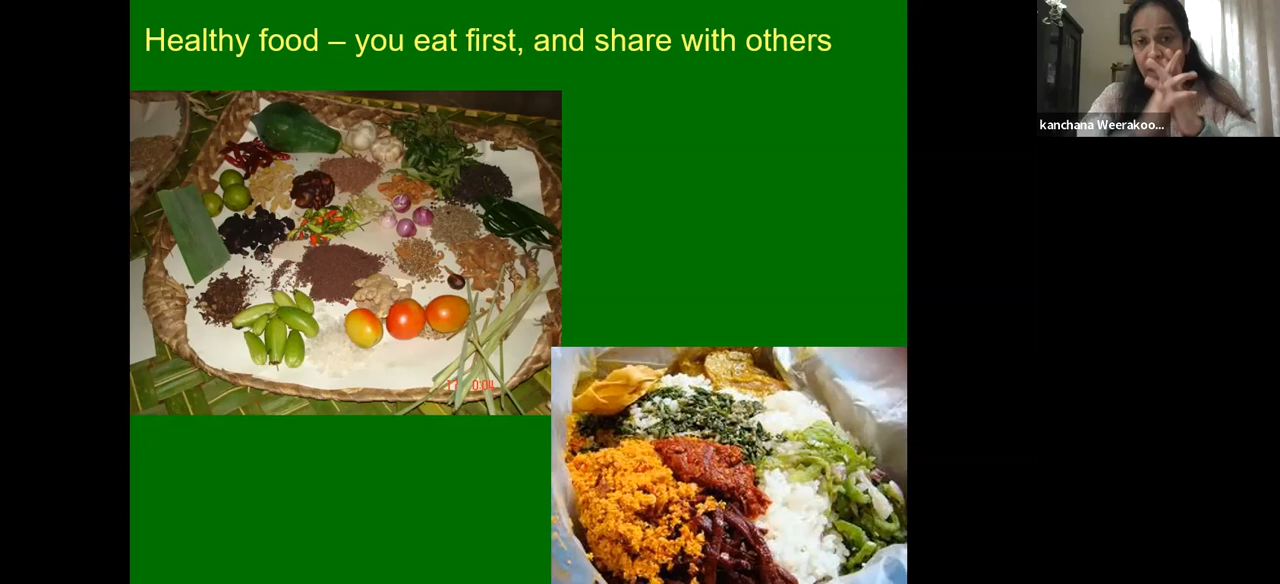 Healthy food – you eat first, and share with others
kanchana Weerakoo...